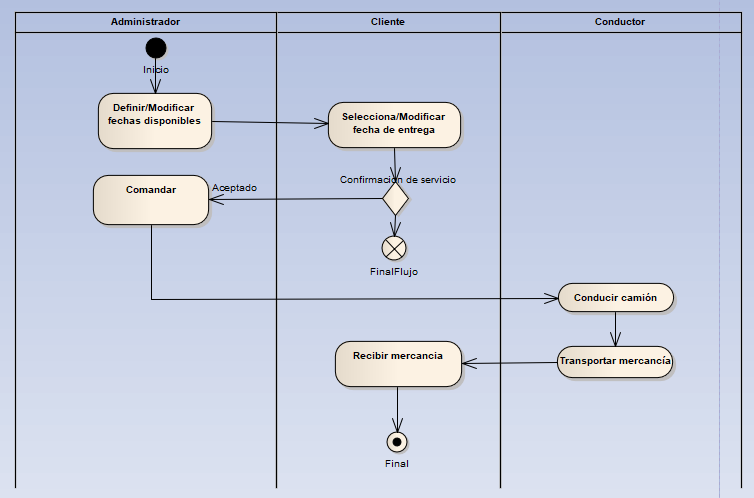 Administrador
Cliente
Conductor
Inicio
Definir/Modificar
fechas disponibles
Selecciona/Modificar
fecha de entrega
Confirmación de servicio
Comandar
Aceptado
FinalFlujo
Conducir camión
Recibir mercancia
Transportar mercancía
Final